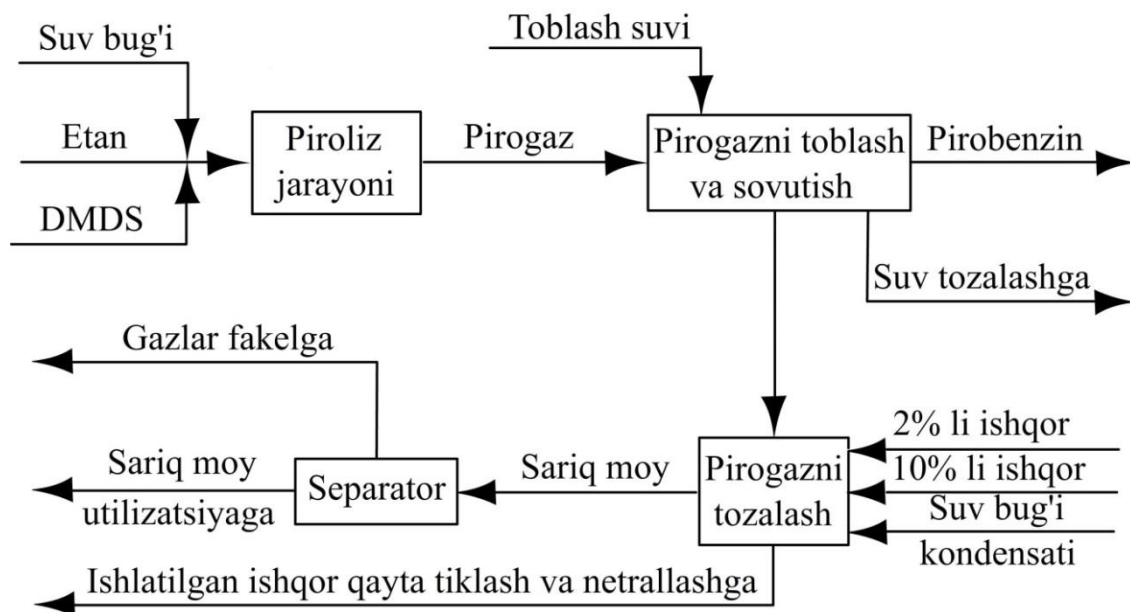 Suv bug'i
Toblash suvi
Etan
Piroliz
jarayoni
Pirogaz
Pirogazni toblash
va sovutish
Pirobenzin
DMDS
Suv tozalashga
Gazlar fakelga
2% li ishqor
Sariq moy
utilizatsiyaga
Separator
Sariq moy
Pirogazni
tozalash
10% li ishqor
Suv bug'i
kondensati
Ishlatilgan ishqor qayta tiklash va netrallashga